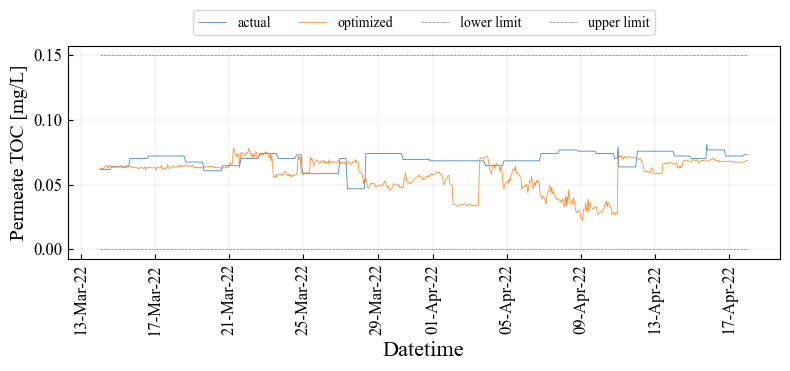 actual optimized lower limit upper limit
Permeate TOC [mg/L]
0.15
0.10
0.05
0.00
13-Mar-22 17-Mar-22 21-Mar-22 25-Mar-22 29-Mar-22 01-Apr-22 05-Apr-22 09-Apr-22 13-Apr-22 17-Apr-22
Datetime